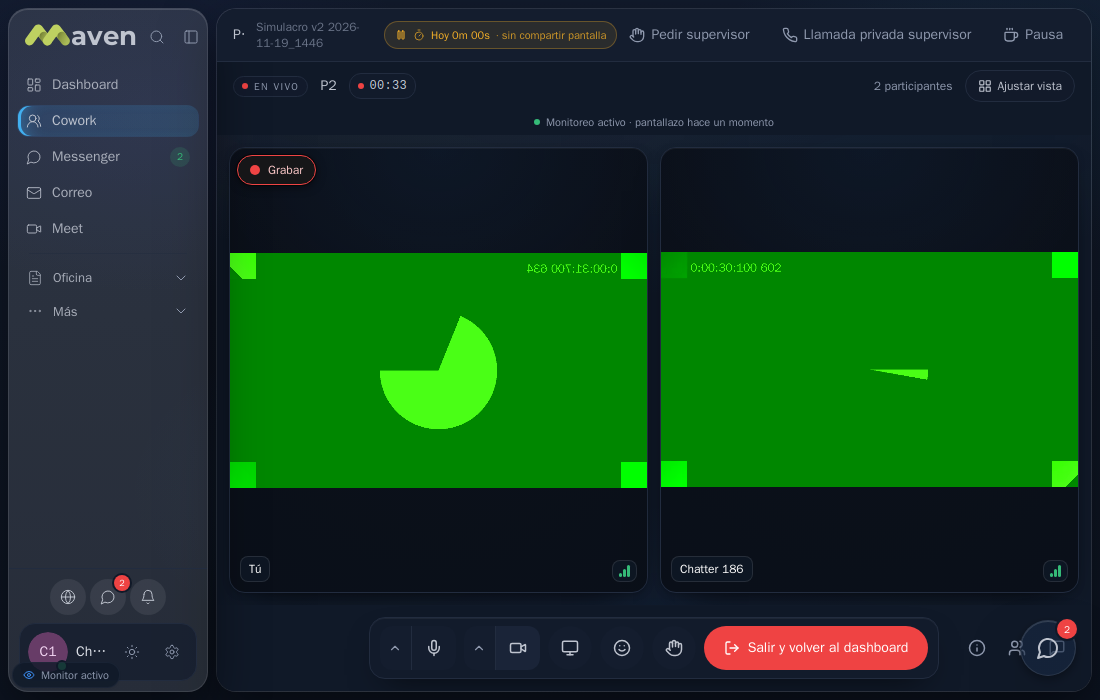 maven
Dashboard
Cowork
Messenger
2
Correo
Meet
Oficina
Más
2
C1
Ch···
Monitor activo
P·
Simulacro v2 2026-
11-19_1446
Hoy 0m 00s · sin compartir pantalla
Pedir supervisor
Llamada privada supervisor
Pausa
EN VIVO
P2
00:33
2 participantes
Ajustar vista
Monitoreo activo · pantallazo hace un momento
Grabar
0:00:31:700 634
Tú
0:00:30:100 602
Chatter 186
Salir y volver al dashboard
2